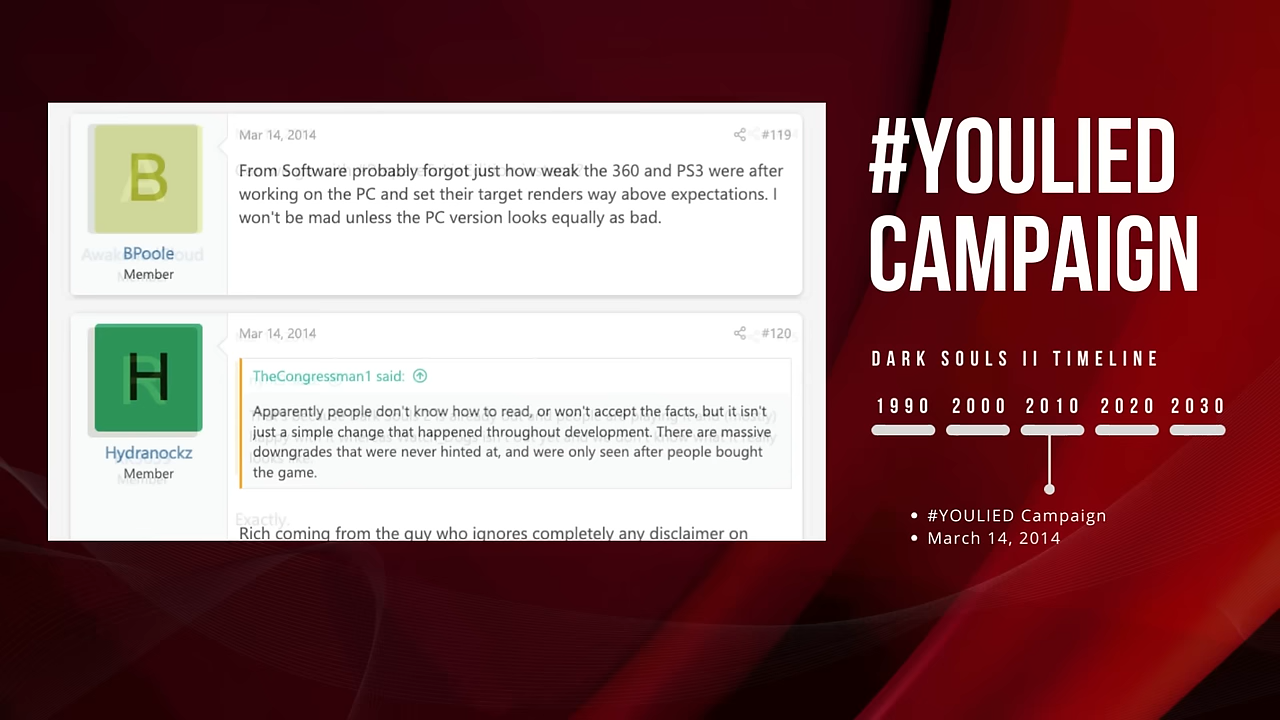 Mar 14, 2014
#119
B
From Software probably forgot just how weak the 360 and PS3 were after
working on the PC and set their target renders way above expectations. I
won't be mad unless the PC version looks equally as bad.
BPoole
Member
Mar 14, 2014
#120
H
TheCongressman1 said:
Apparently people don't know how to read, or won't accept the facts, but it isn't
just a simple change that happened throughout development. There are massive
downgrades that were never hinted at, and were only seen after people bought
the game.
Hydranockz
Member
Exactly.
Rich coming from the guy who ignores completely any disclaimer on
#YOULIED
CAMPAIGN
DARK SOULS II TIMELINE
1990 2000 2010 2020 2030
• #YOULIED Campaign
• March 14, 2014